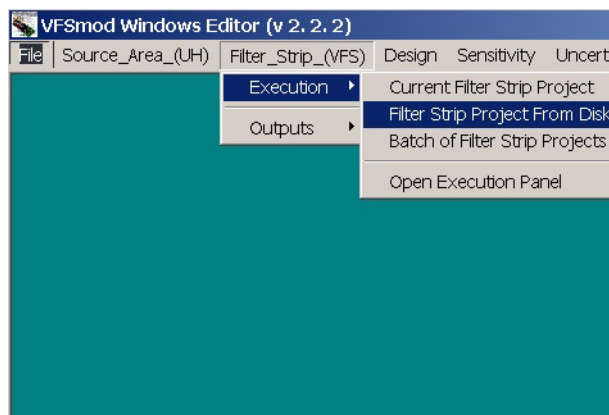 VFSmod Windows Editor (v 2. 2. 2)
File Source_Area_(UH) Filter_Strip_(VFS) Design Sensitivity Uncert
Execution
Outputs
Current Filter Strip Project
Filter Strip Project From Disk
Batch of Filter Strip Projects
Open Execution Panel